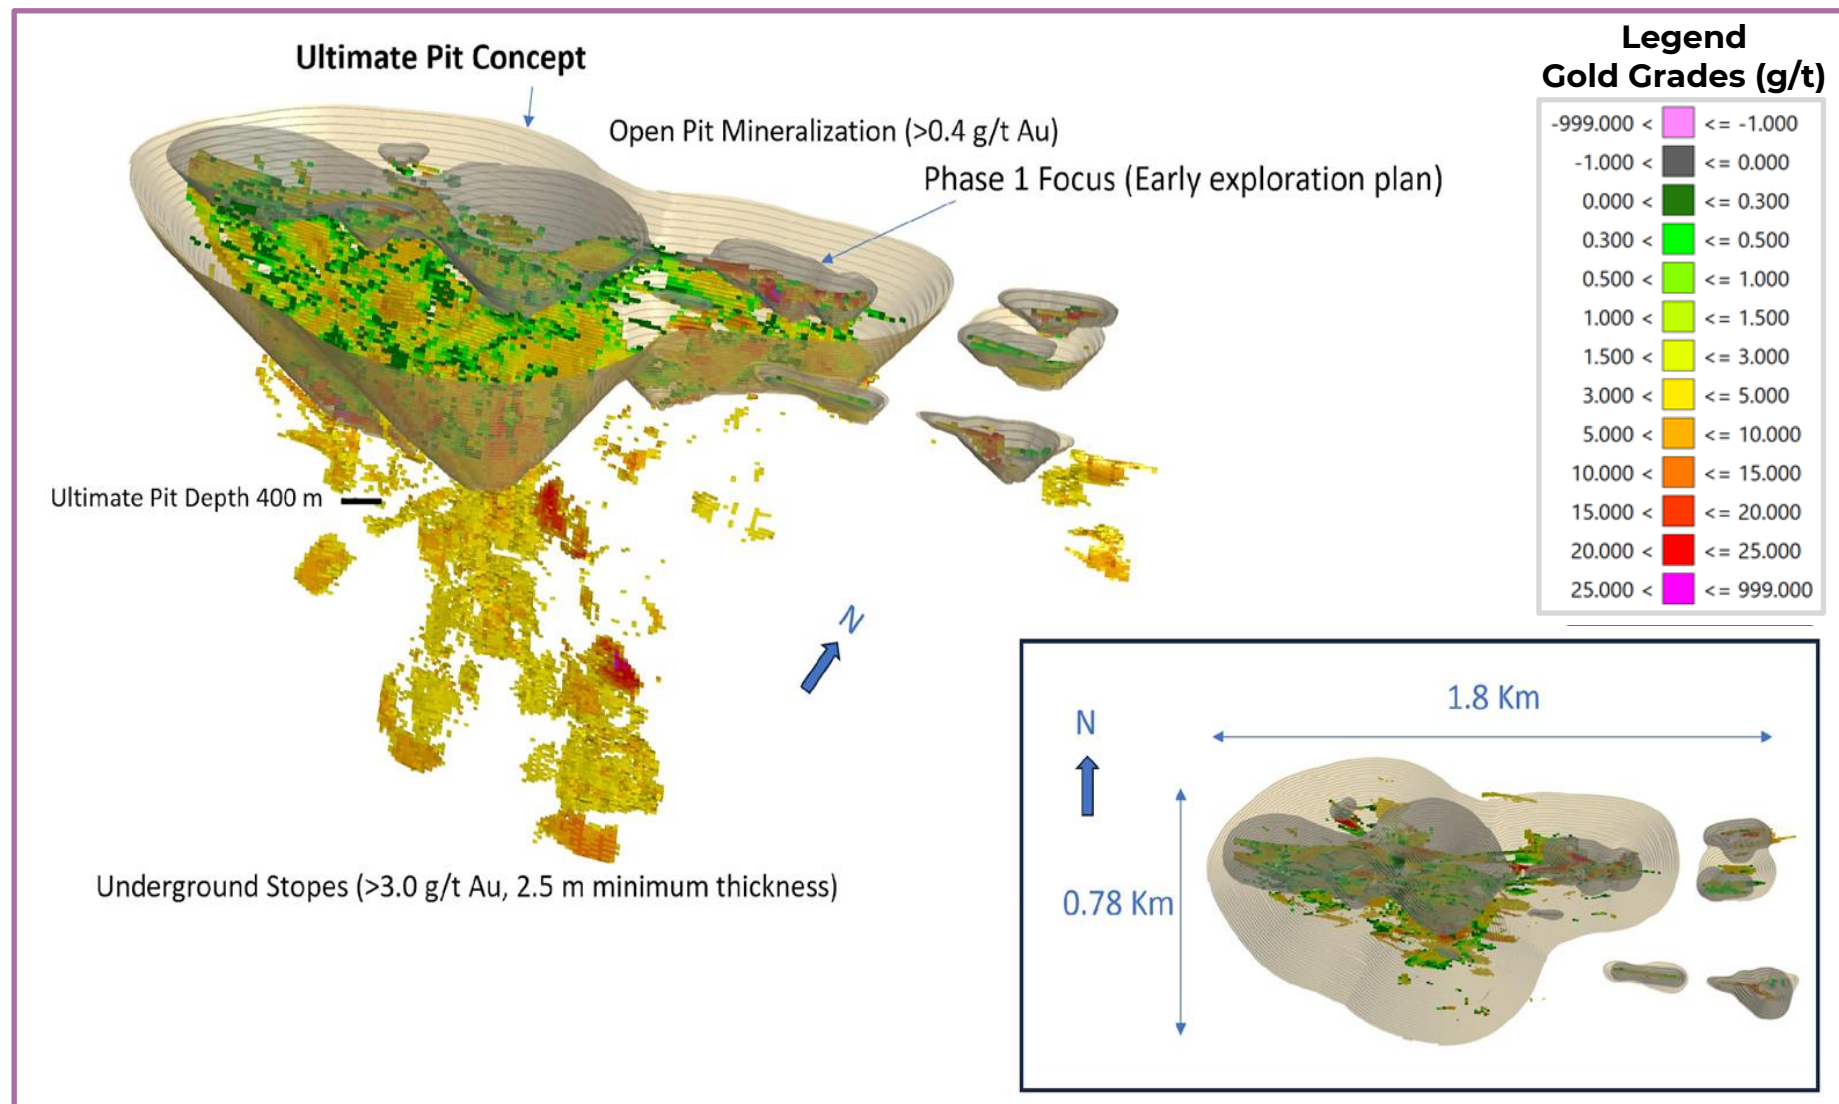 Ultimate Pit Concept
Open Pit Mineralization (>0.4 g/t Au)
Phase 1 Focus (Early exploration plan)
Ultimate Pit Depth 400 m
N
Underground Stopes (>3.0 g/t Au, 2.5 m minimum thickness)
Legend
Gold Grades (g/t)
-999.000 < <= -1.000
-1.000 < <= 0.000
0.000 < <= 0.300
0.300 < <= 0.500
0.500 < <= 1.000
1.000 < <= 1.500
1.500 < <= 3.000
3.000 < <= 5.000
5.000 < <= 10.000
10.000 < <= 15.000
15.000 < <= 20.000
20.000 < <= 25.000
25.000 < <= 999.000
1.8 Km
N
0.78 Km